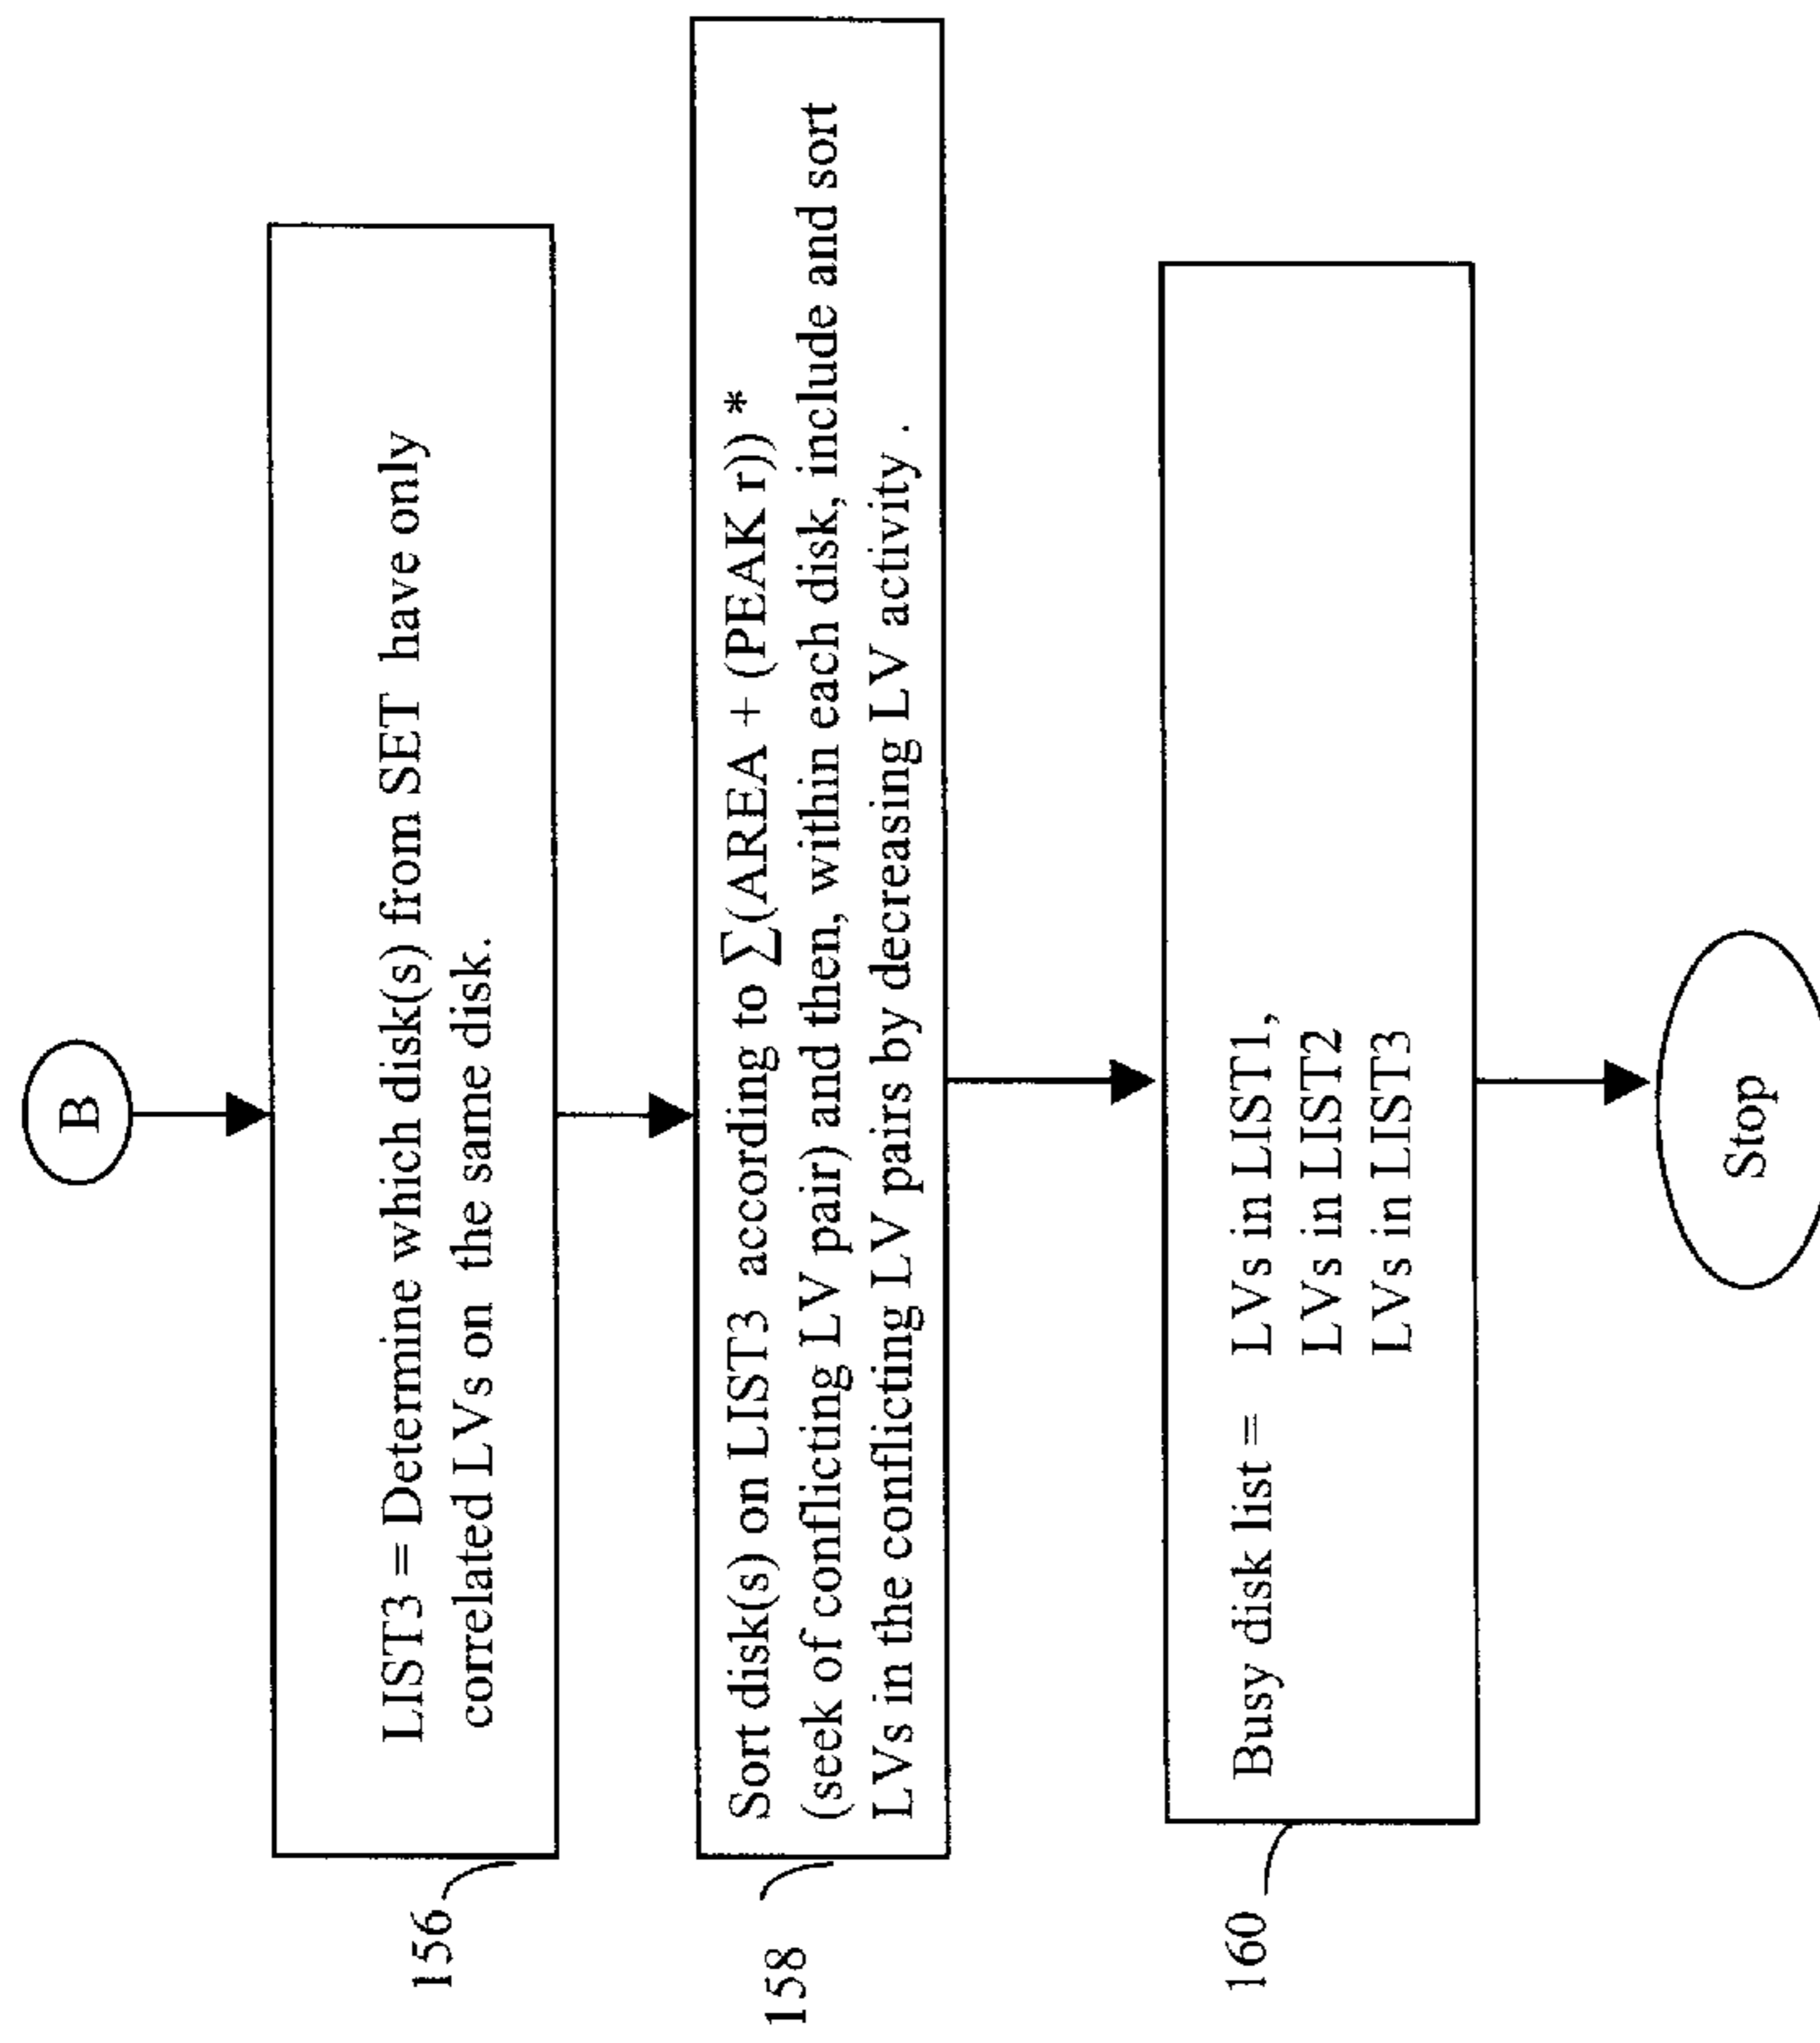 B
156
LIST3 = Determine which disk(s) from SET have only
correlated LVs on the same disk.
158
Sort disk(s) on LIST3 according to ∑(AREA + (PEAK r)) *
(seek of conflicting LV pair) and then, within each disk, include and sort
LVs in the conflicting LV pairs by decreasing LV activity.
160
Busy disk list = LVs in LIST1,
LVs in LIST2
LVs in LIST3
Stop